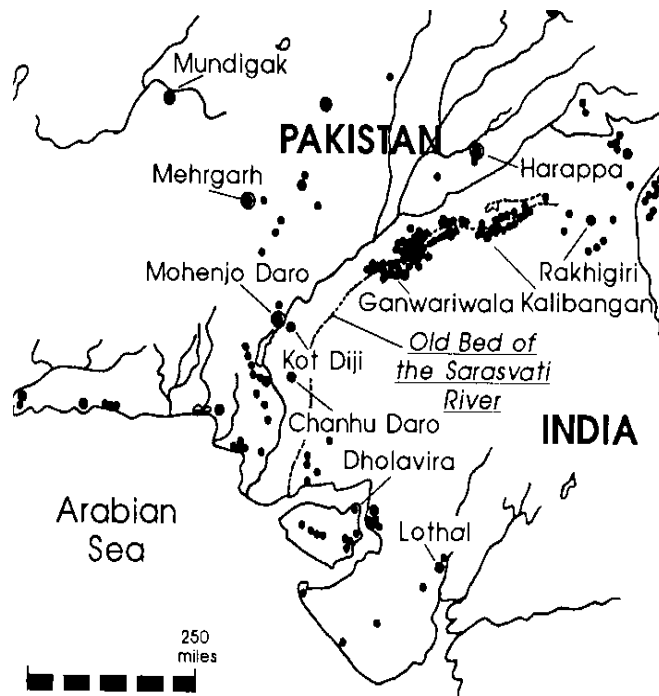 Mundigak
PAKISTAN
Mehrgarh
Harappa
Mohenjo Daro
Rakhigiri
Ganwariwala
Kalibangan
Kot Diji
Old Bed of
the Sarasvati
River
Chanhu Daro
INDIA
Dholavira
Arabian
Sea
Lothal
250
miles